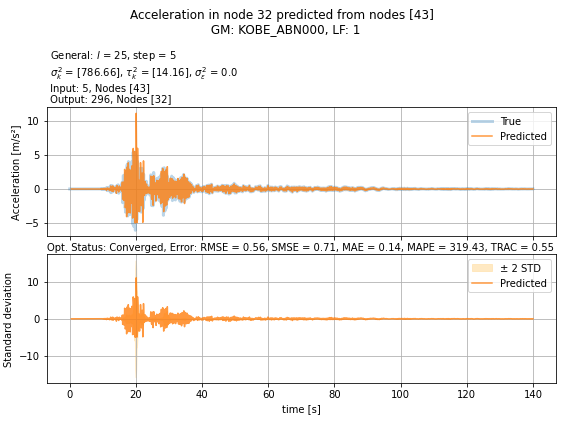 Acceleration in node 32 predicted from nodes [43]
GM: KOBE_ABN000, LF: 1
General: l = 25, step = 5
σ²ₖ = [786.66], τ²ₖ = [14.16], σ²ε = 0.0
Input: 5, Nodes [43]
Output: 296, Nodes [32]
10
5
0
−5
Acceleration [m/s²]
True
Predicted
Opt. Status: Converged, Error: RMSE = 0.56, SMSE = 0.71, MAE = 0.14, MAPE = 319.43, TRAC = 0.55
10
0
−10
Standard deviation
± 2 STD
Predicted
0 20 40 60 80 100 120 140
time [s]